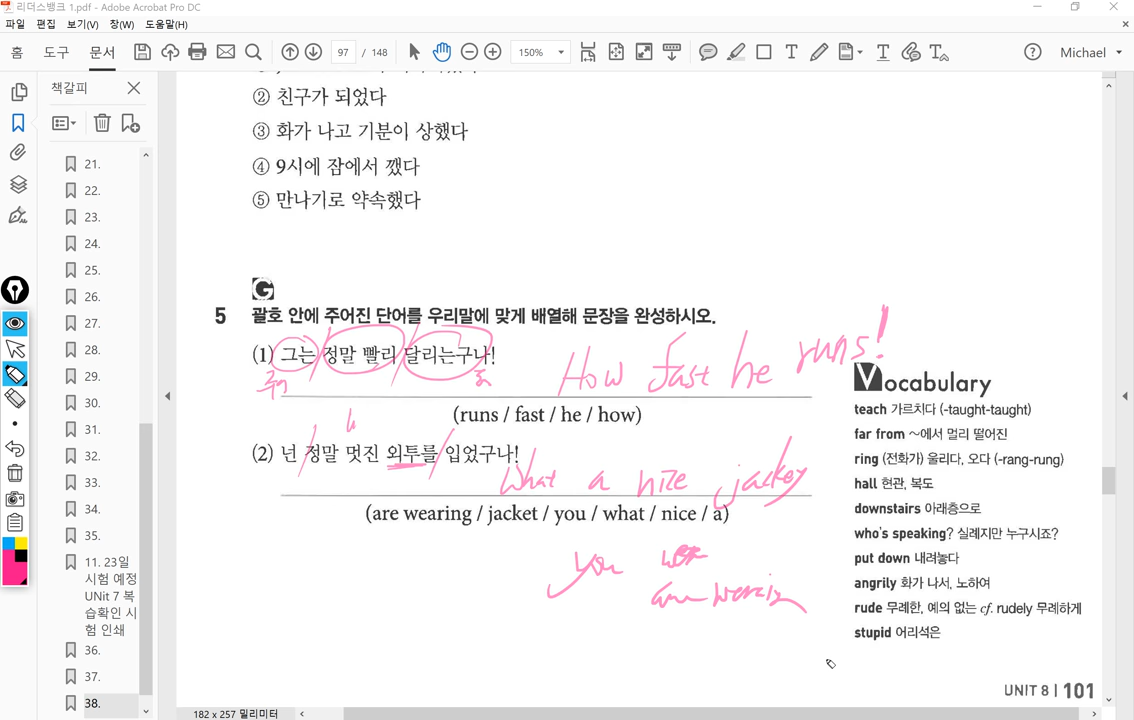 리더스뱅크 1.pdf - Adobe Acrobat Pro DC
파일 편집 보기(V) 창(W) 도움말(H)
홈 도구 문서 97 / 148 150% Michael
책갈피
21.
22.
23.
24.
25.
26.
27.
28.
29.
30.
31.
32.
33.
34.
35.
11. 23일
시험 예정
UNit 7 복
습확인 시
험 인쇄
36.
37.
38.
② 친구가 되었다
③ 화가 나고 기분이 상했다
④ 9시에 잠에서 깼다
⑤ 만나기로 약속했다
G
5 괄호 안에 주어진 단어를 우리말에 맞게 배열해 문장을 완성하시오.
(1) 그는 정말 빨리 달리는구나!
주어 동
How fast he runs!
(runs / fast / he / how)
(2) 넌 정말 멋진 외투를 입었구나!
What a nice jacket
(are wearing / jacket / you / what / nice / a)
you
are wearing
Vocabulary
teach 가르치다 (-taught-taught)
far from ~에서 멀리 떨어진
ring (전화가) 울리다, 오다 (-rang-rung)
hall 현관, 복도
downstairs 아래층으로
who's speaking? 실례지만 누구시죠?
put down 내려놓다
angrily 화가 나서, 노하여
rude 무례한, 예의 없는 cf. rudely 무례하게
stupid 어리석은
UNIT 8 | 101
182 x 257 밀리미터